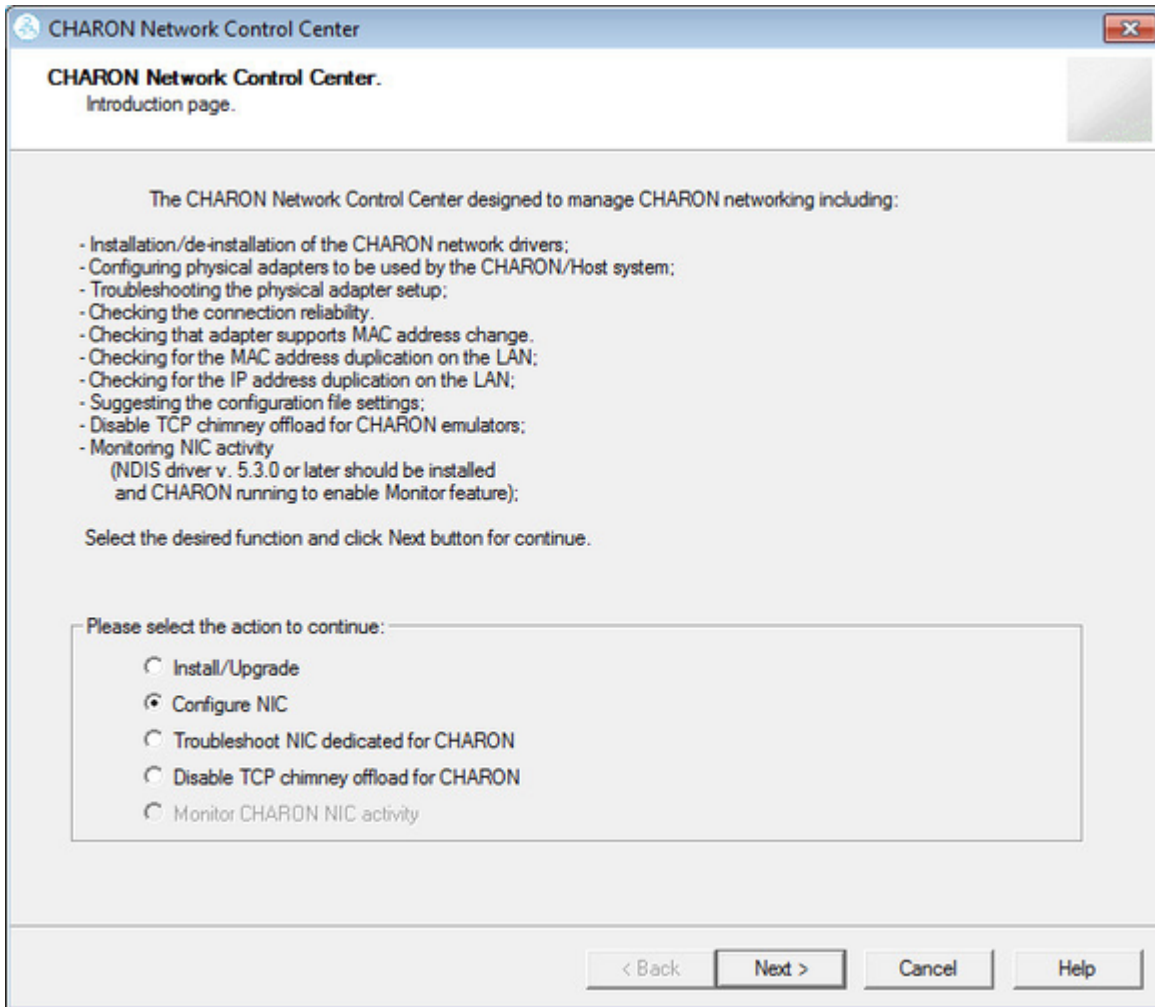 CHARON Network Control Center
CHARON Network Control Center.
Introduction page.
The CHARON Network Control Center designed to manage CHARON networking including:
- Installation/de-installation of the CHARON network drivers;
- Configuring physical adapters to be used by the CHARON/Host system;
- Troubleshooting the physical adapter setup;
- Checking the connection reliability.
- Checking that adapter supports MAC address change.
- Checking for the MAC address duplication on the LAN;
- Checking for the IP address duplication on the LAN;
- Suggesting the configuration file settings;
- Disable TCP chimney offload for CHARON emulators;
- Monitoring NIC activity
(NDIS driver v. 5.3.0 or later should be installed
and CHARON running to enable Monitor feature);
Select the desired function and click Next button for continue.
Please select the action to continue:
Install/Upgrade
Configure NIC
Troubleshoot NIC dedicated for CHARON
Disable TCP chimney offload for CHARON
Monitor CHARON NIC activity
< Back
Next >
Cancel
Help